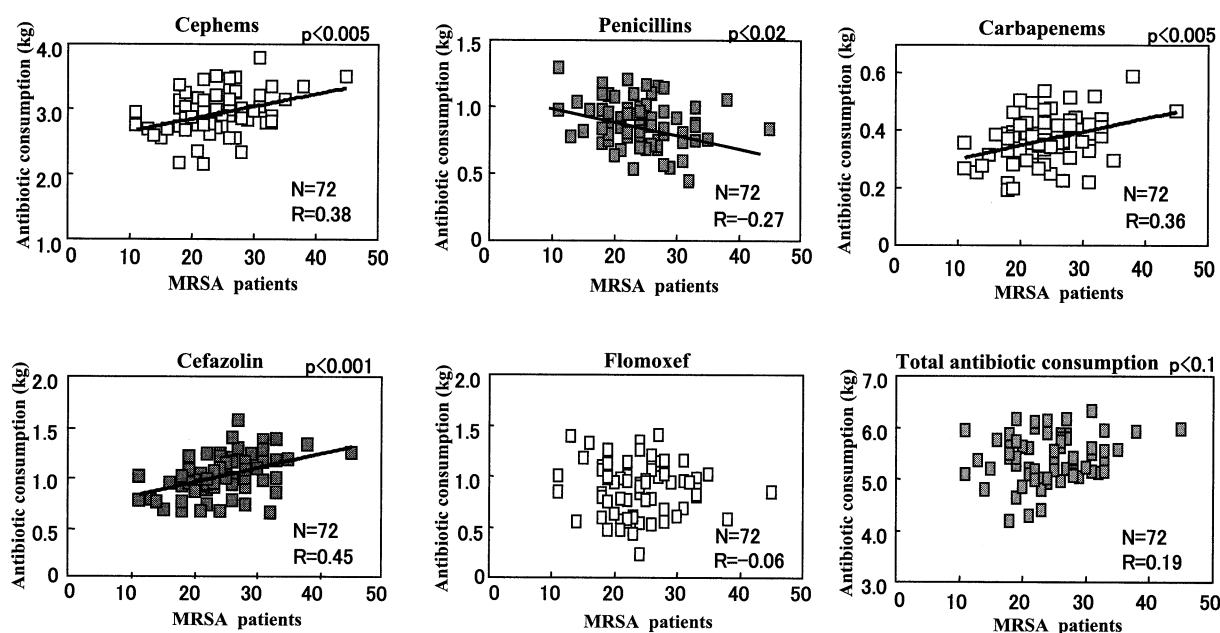 Cephems
p<0.005
Antibiotic consumption (kg)
4.0
3.0
2.0
1.0
N=72
R=0.38
0
10
20
30
40
50
MRSA patients
Penicillins
p<0.02
Antibiotic consumption (kg)
1.5
1.0
0.5
0
N=72
R=-0.27
0
10
20
30
40
50
MRSA patients
Carbapenems
p<0.005
Antibiotic consumption (kg)
0.6
0.4
0.2
0
N=72
R=0.36
0
10
20
30
40
50
MRSA patients
Cefazolin
p<0.001
Antibiotic consumption (kg)
2.0
1.5
1.0
0.5
0
N=72
R=0.45
0
10
20
30
40
50
MRSA patients
Flomoxef
Antibiotic consumption (kg)
2.0
1.5
1.0
0.5
0
N=72
R=-0.06
0
10
20
30
40
50
MRSA patients
Total antibiotic consumption
p<0.1
Antibiotic consumption (kg)
7.0
6.0
5.0
4.0
3.0
N=72
R=0.19
0
10
20
30
40
50
MRSA patients